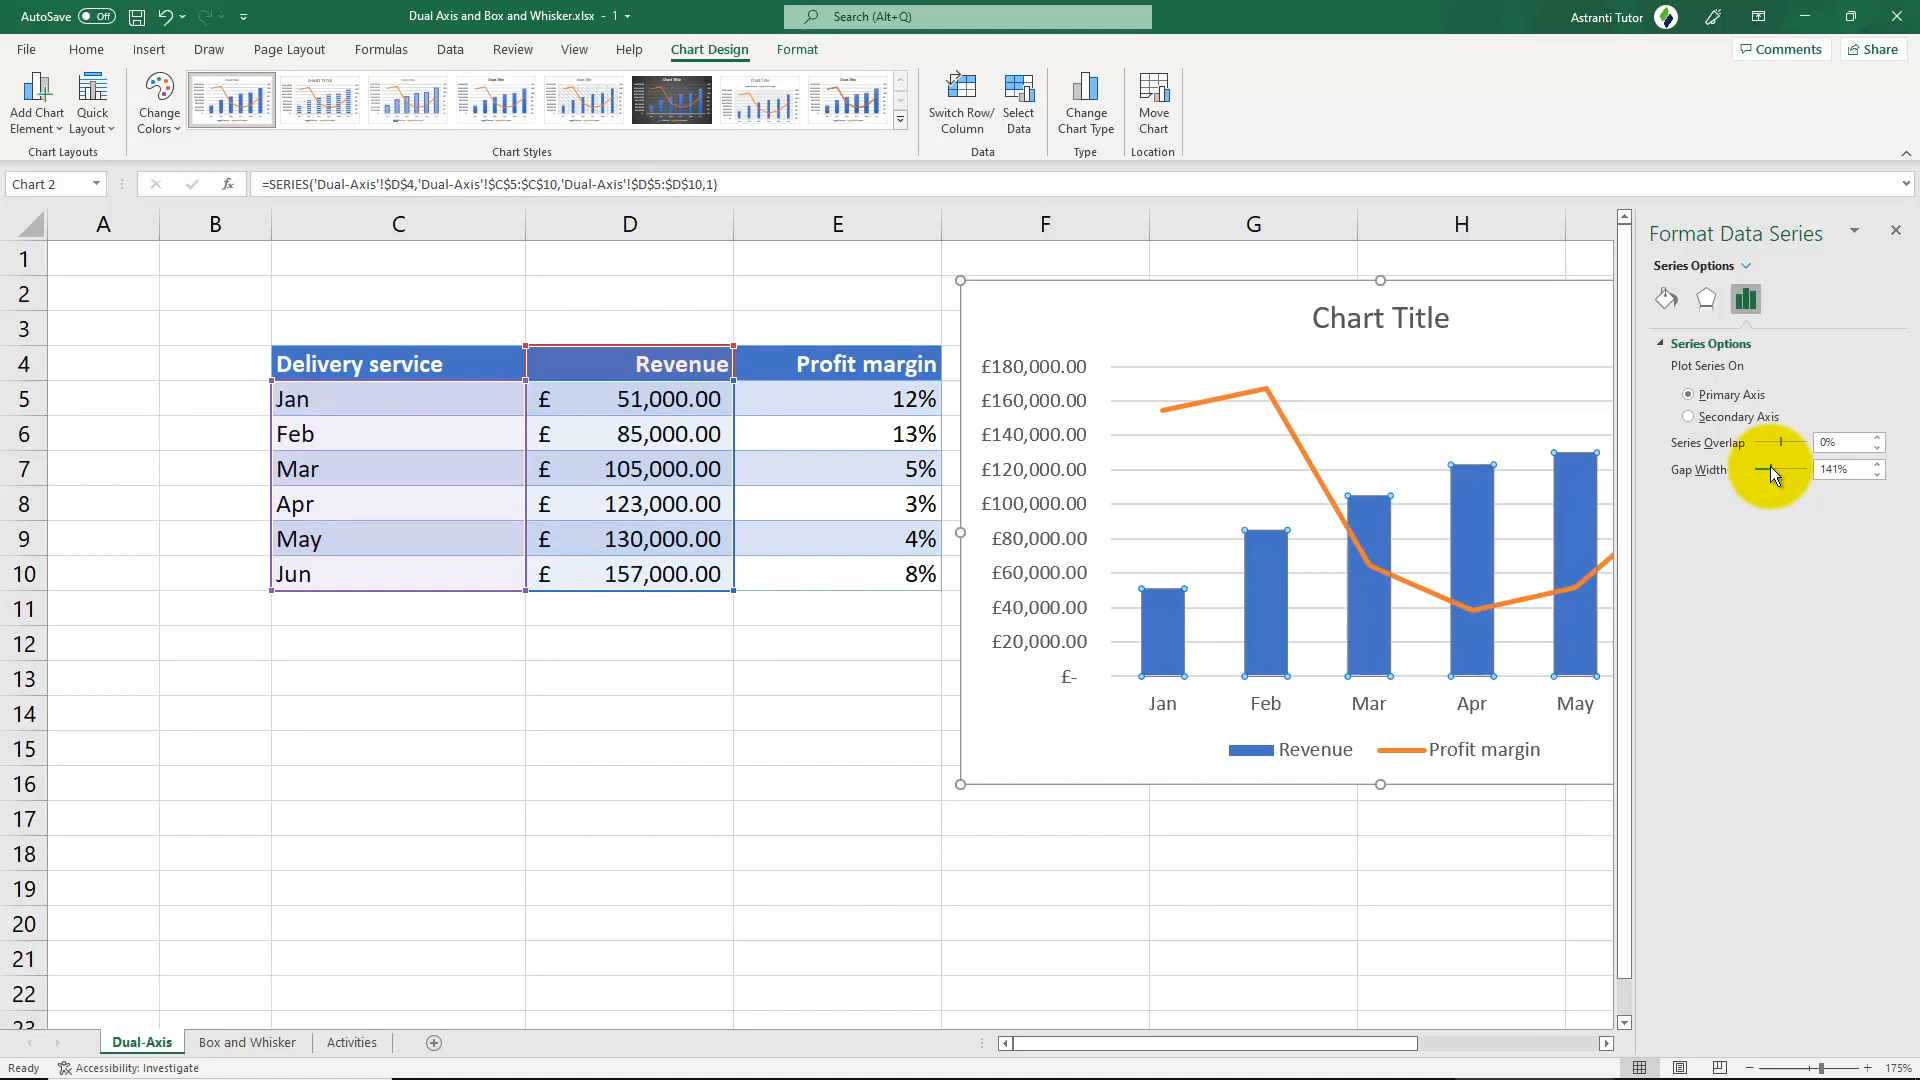 AutoSave Off
Dual Axis and Box and Whisker.xlsx - 1
Search (Alt+Q)
Astranti Tutor
File Home Insert Draw Page Layout Formulas Data Review View Help Chart Design Format
Comments Share
Add Chart Element
Quick Layout
Change Colors
Switch Row/ Column
Select Data
Change Chart Type
Move Chart
Chart Layouts
Chart Styles
Data
Type
Location
Chart 2
fx
=SERIES('Dual-Axis'!$D$4,'Dual-Axis'!$C$5:$C$10,'Dual-Axis'!$D$5:$D$10,1)
A B C D E F G H
1
2
3
4 Delivery service Revenue Profit margin
5 Jan £ 51,000.00 12%
6 Feb £ 85,000.00 13%
7 Mar £ 105,000.00 5%
8 Apr £ 123,000.00 3%
9 May £ 130,000.00 4%
10 Jun £ 157,000.00 8%
11
12
13
14
15
16
17
18
19
20
21
22
23
Chart Title
£180,000.00
£160,000.00
£140,000.00
£120,000.00
£100,000.00
£80,000.00
£60,000.00
£40,000.00
£20,000.00
£-
Jan Feb Mar Apr May
Revenue Profit margin
Format Data Series
Series Options
Series Options
Plot Series On
Primary Axis
Secondary Axis
Series Overlap 0%
Gap Width 141%
Dual-Axis Box and Whisker Activities
Ready Accessibility: Investigate
175%